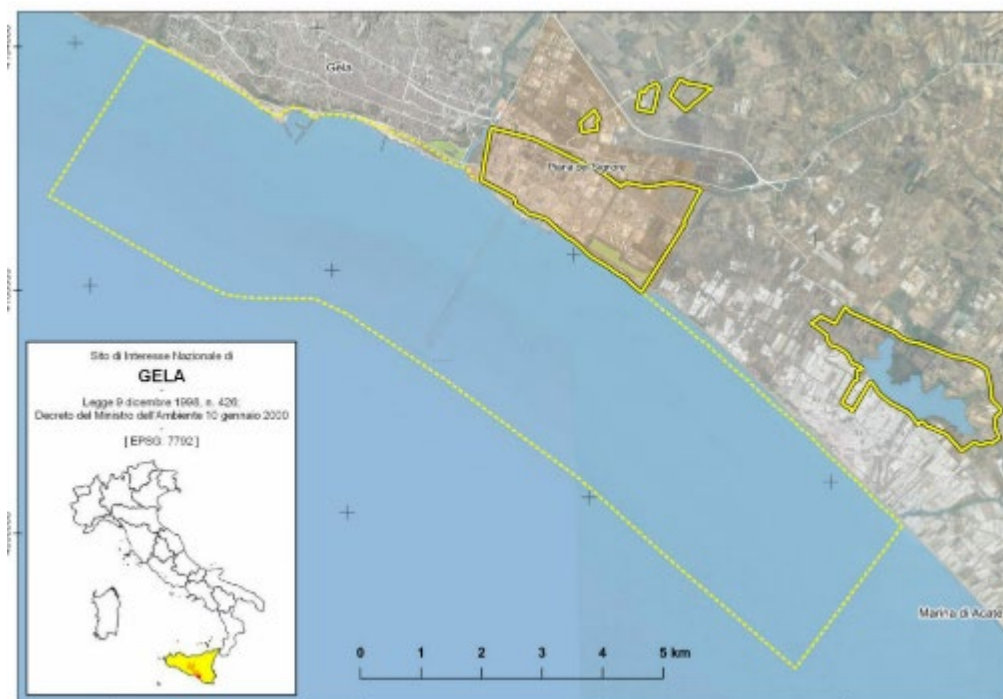 Gela
Piana del Signore
Sito di Interesse Nazionale di
GELA
-
Legge 9 dicembre 1998, n. 426;
Decreto del Ministro dell'Ambiente 10 gennaio 2000
-
[ EPSG: 7792 ]
Marina di Acate
0 1 2 3 4 5 km